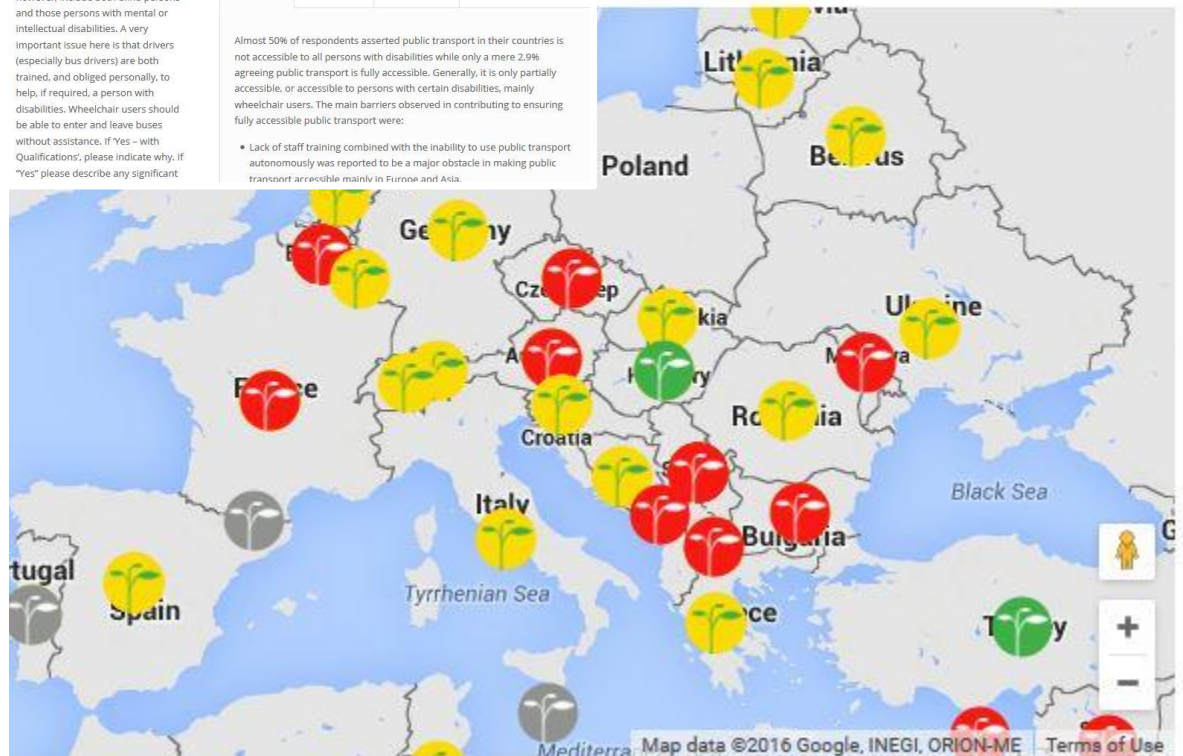 and those persons with mental or
intellectual disabilities. A very
important issue here is that drivers
(especially bus drivers) are both
trained, and obliged personally, to
help, if required, a person with
disabilities. Wheelchair users should
be able to enter and leave buses
without assistance. If 'Yes – with
Qualifications', please indicate why. If
"Yes" please describe any significant
Almost 50% of respondents asserted public transport in their countries is
not accessible to all persons with disabilities while only a mere 2.9%
agreeing public transport is fully accessible. Generally, it is only partially
accessible, or accessible to persons with certain disabilities, mainly
wheelchair users. The main barriers observed in contributing to ensuring
fully accessible public transport were:
• Lack of staff training combined with the inability to use public transport
autonomously was reported to be a major obstacle in making public
transport accessible mainly in Europe and Asia.
Poland
Croatia
Italy
Black Sea
Bulgaria
Tyrrhenian Sea
Spain
+
−
Map data ©2016 Google, INEGI, ORION-ME
Terms of Use